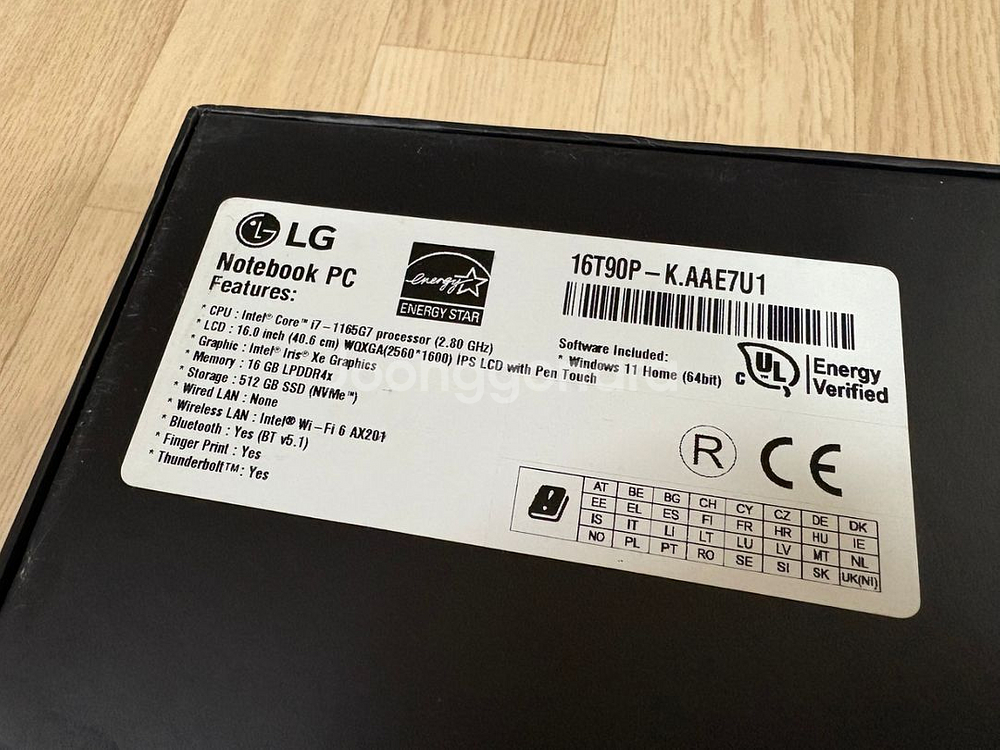 LG
Notebook PC
Features:
* CPU : Intel® Core™ i7-1165G7 processor (2.80 GHz)
* LCD : 16.0 inch (40.6 cm) WQXGA(2560*1600) IPS LCD with Pen Touch
* Graphic : Intel® Iris® Xe Graphics
* Memory : 16 GB LPDDR4x
* Storage : 512 GB SSD (NVMe™)
* Wired LAN : None
* Wireless LAN : Intel® Wi-Fi 6 AX201
* Bluetooth : Yes (BT v5.1)
* Finger Print : Yes
* Thunderbolt™: Yes
energy
ENERGY STAR
16T90P-K.AAE7U1
Software Included:
* Windows 11 Home (64bit)
C UL
Energy
Verified
R CE
AT BE BG CH CY CZ DE DK
EE EL ES FI FR HR HU IE
IS IT LI LT LU LV MT NL
NO PL PT RO SE SI SK UK(NI)